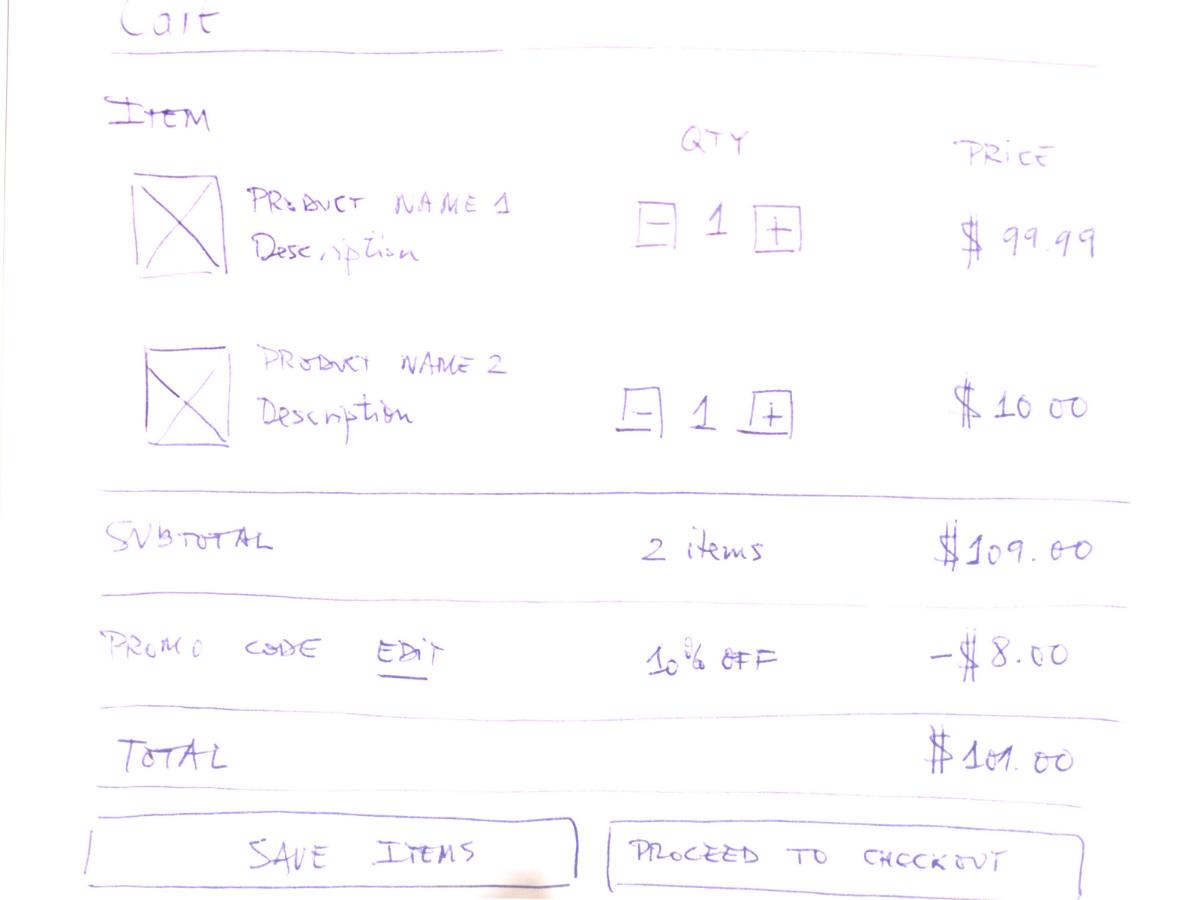 Cart
ITEM QTY PRICE
PRODUCT NAME 1 - 1 + $ 99.99
Description
PRODUCT NAME 2
Description - 1 + $ 10 00
SUBTOTAL 2 items $109.00
PROMO CODE EDIT 10% OFF -$8.00
TOTAL $101.00
SAVE ITEMS PROCEED TO CHECKOUT